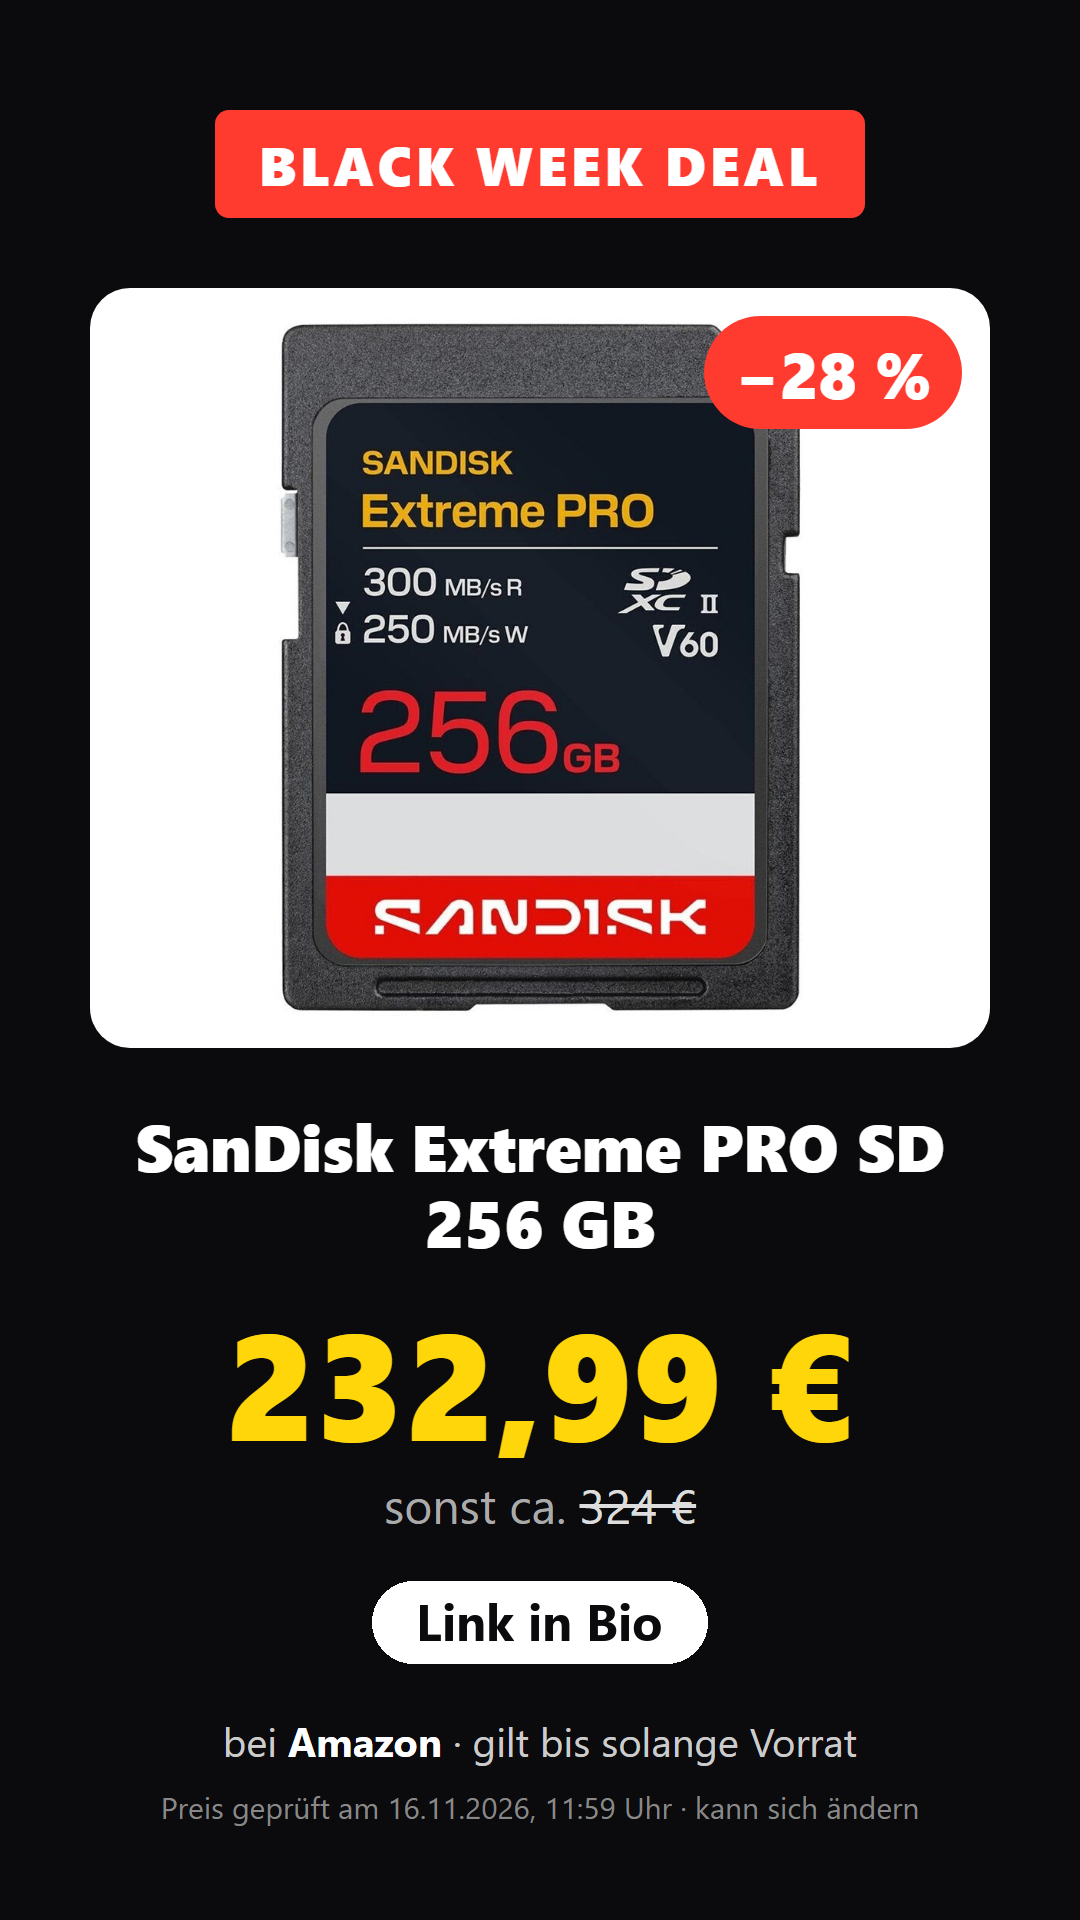 BLACK WEEK DEAL
–28 %
SANDISK
Extreme PRO
300 MB/s R
250 MB/s W
SD XC II
V60
256 GB
SANDISK
SanDisk Extreme PRO SD
256 GB
232,99 €
sonst ca. 324 €
Link in Bio
bei Amazon · gilt bis solange Vorrat
Preis geprüft am 16.11.2026, 11:59 Uhr · kann sich ändern